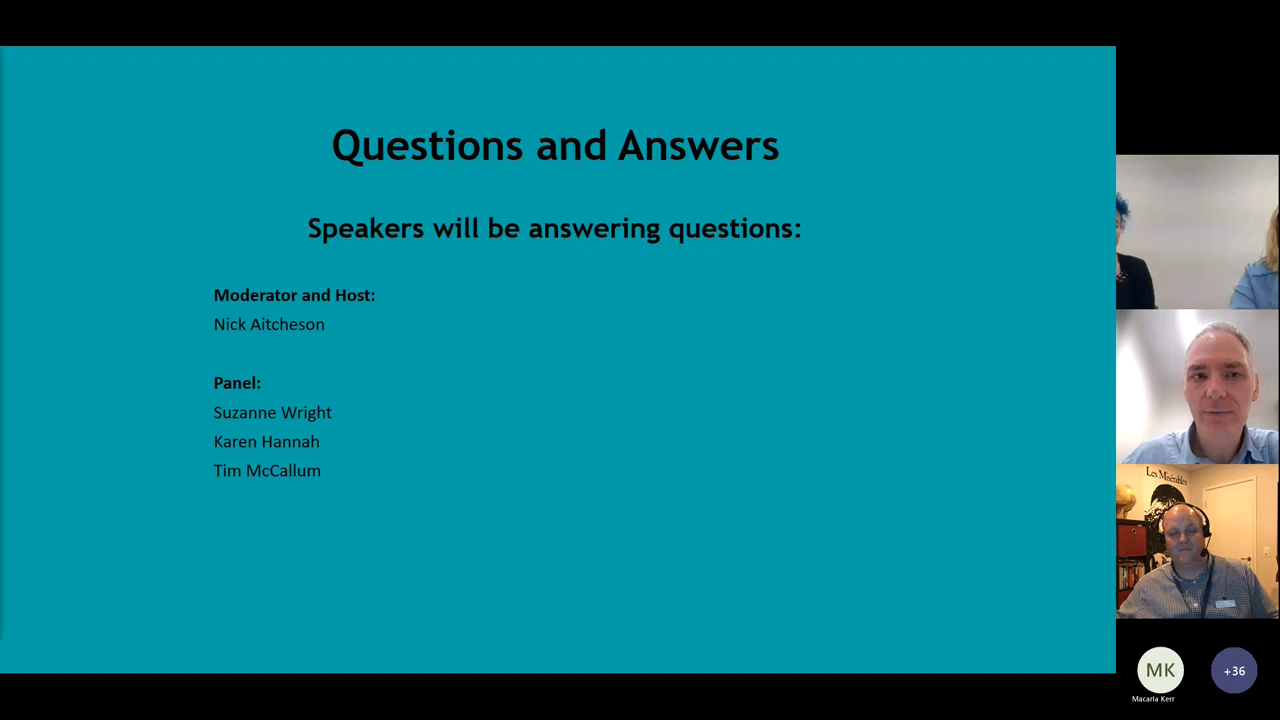 Questions and Answers
Speakers will be answering questions:
Moderator and Host:
Nick Aitcheson
Panel:
Suzanne Wright
Karen Hannah
Tim McCallum
Les Misérables
MK
Macarla Kerr
+36